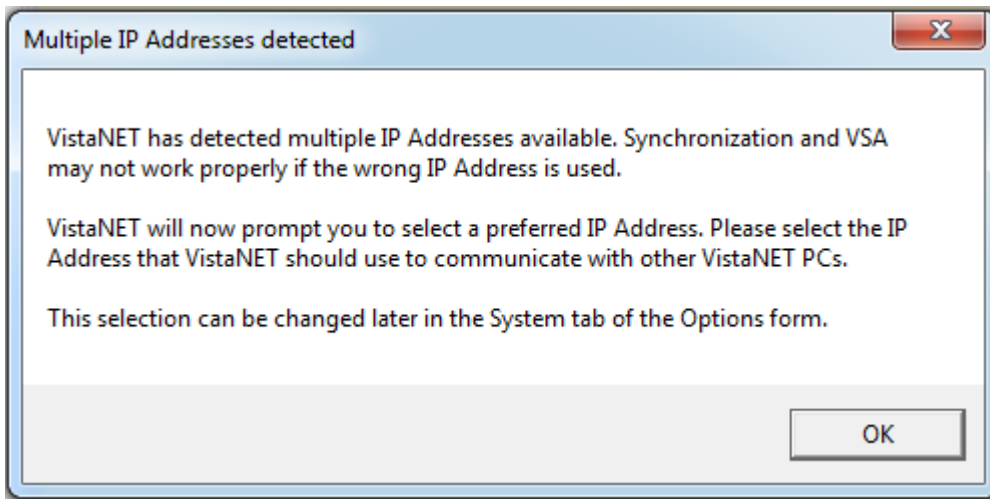 Multiple IP Addresses detected
VistaNET has detected multiple IP Addresses available. Synchronization and VSA
may not work properly if the wrong IP Address is used.
VistaNET will now prompt you to select a preferred IP Address. Please select the IP
Address that VistaNET should use to communicate with other VistaNET PCs.
This selection can be changed later in the System tab of the Options form.
OK